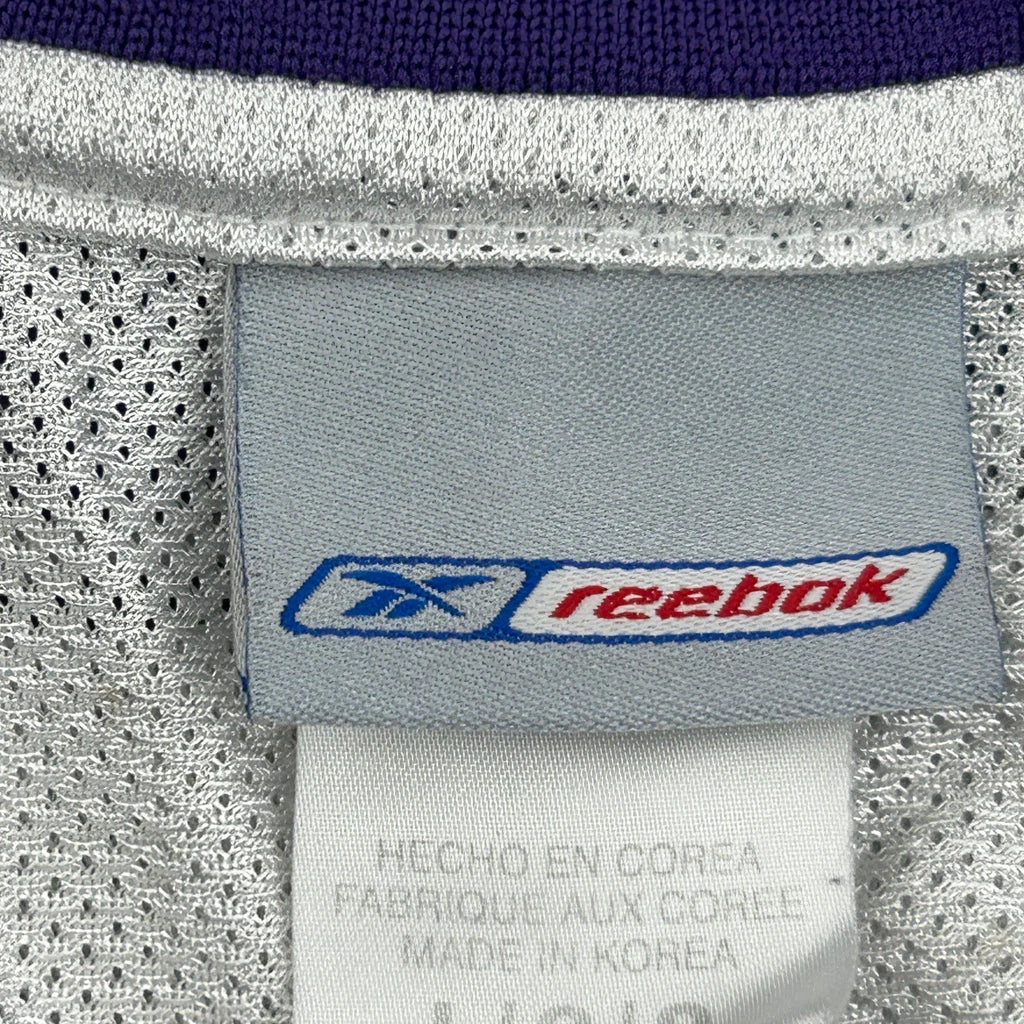 reebok
HECHO EN COREA
FABRIQUE AUX COREE
MADE IN KOREA